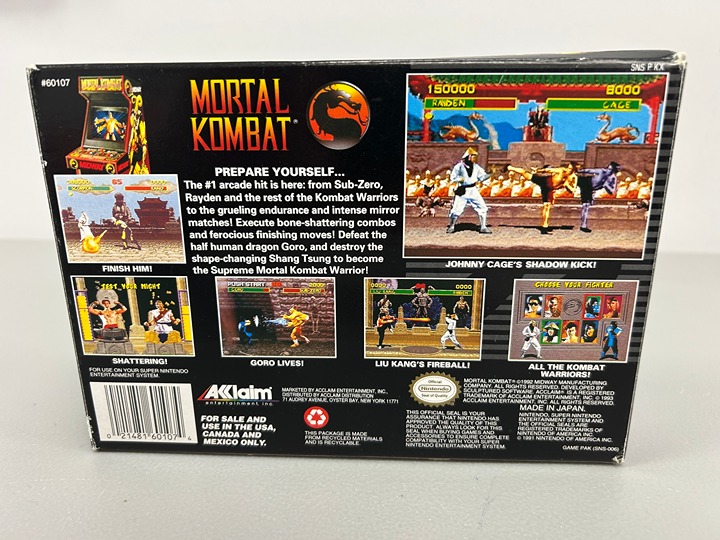 #60107
MORTAL KOMBAT
MIDWAY
MORTAL
KOMBAT®
SNS P KX
150000 8000
RAYDEN CAGE
PREPARE YOURSELF...
The #1 arcade hit is here: from Sub-Zero,
Rayden and the rest of the Kombat Warriors
to the grueling endurance and intense mirror
matches! Execute bone-shattering combos
and ferocious finishing moves! Defeat the
half human dragon Goro, and destroy the
shape-changing Shang Tsung to become
the Supreme Mortal Kombat Warrior!
FINISH HIM!
JOHNNY CAGE'S SHADOW KICK!
TEST YOUR MIGHT
PUSH START
CHOOSE YOUR FIGHTER
SHATTERING!
GORO LIVES!
LIU KANG'S FIREBALL!
ALL THE KOMBAT
WARRIORS!
FOR USE ON YOUR SUPER NINTENDO
ENTERTAINMENT SYSTEM.
0 21481 60107 4
AKClaim
entertainment inc.
FOR SALE AND
USE IN THE USA,
CANADA AND
MEXICO ONLY.
MARKETED BY ACCLAIM ENTERTAINMENT, INC.,
DISTRIBUTED BY ACCLAIM DISTRIBUTION
71 AUDREY AVENUE, OYSTER BAY, NEW YORK 11771
THIS PACKAGE IS MADE
FROM RECYCLED MATERIALS
AND IS RECYCLABLE.
Official
Nintendo
Seal of Quality
THIS OFFICIAL SEAL IS YOUR
ASSURANCE THAT NINTENDO HAS
APPROVED THE QUALITY OF THIS
PRODUCT. ALWAYS LOOK FOR THIS
SEAL WHEN BUYING GAMES AND
ACCESSORIES TO ENSURE COMPLETE
COMPATIBILITY WITH YOUR SUPER
NINTENDO ENTERTAINMENT SYSTEM.
MORTAL KOMBAT® © 1992 MIDWAY MANUFACTURING
COMPANY. ALL RIGHTS RESERVED. DEVELOPED BY
SCULPTURED SOFTWARE. ACCLAIM® IS A REGISTERED
TRADEMARK OF ACCLAIM ENTERTAINMENT, INC. © 1993
ACCLAIM ENTERTAINMENT, INC. ALL RIGHTS RESERVED.
MADE IN JAPAN.
NINTENDO, SUPER NINTENDO
ENTERTAINMENT SYSTEM AND
THE OFFICIAL SEALS ARE
REGISTERED TRADEMARKS OF
NINTENDO OF AMERICA INC.
© 1991 NINTENDO OF AMERICA INC.
GAME PAK (SNS-006)